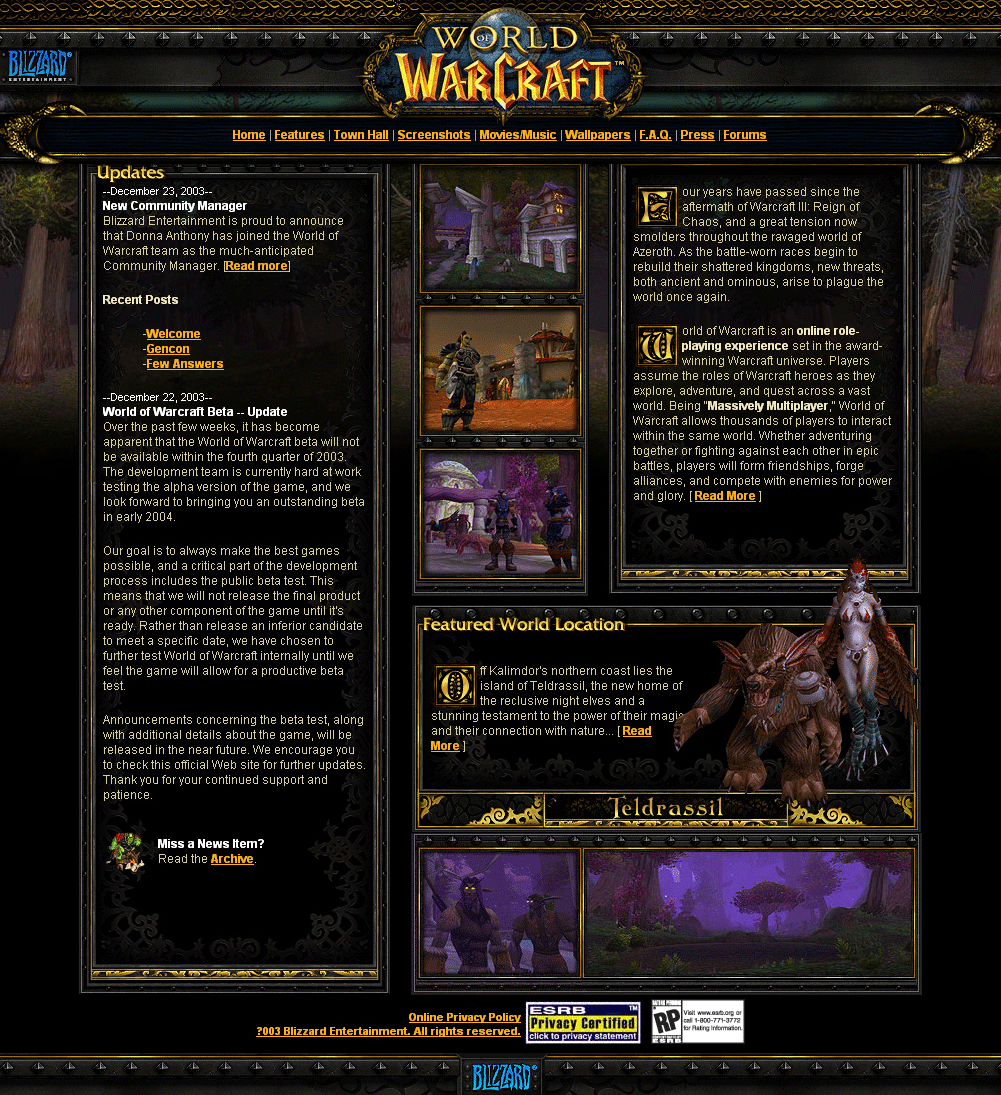 WORLD
OF
WARCRAFT™
BLIZZARD®
ENTERTAINMENT
Home | Features | Town Hall | Screenshots | Movies/Music | Wallpapers | F.A.Q. | Press | Forums
Updates
--December 23, 2003--
New Community Manager
Blizzard Entertainment is proud to announce
that Donna Anthony has joined the World of
Warcraft team as the much-anticipated
Community Manager. [Read more]
Recent Posts
-Welcome
-Gencon
-Few Answers
--December 22, 2003--
World of Warcraft Beta -- Update
Over the past few weeks, it has become
apparent that the World of Warcraft beta will not
be available within the fourth quarter of 2003.
The development team is currently hard at work
testing the alpha version of the game, and we
look forward to bringing you an outstanding beta
in early 2004.
Our goal is to always make the best games
possible, and a critical part of the development
process includes the public beta test. This
means that we will not release the final product
or any other component of the game until it's
ready. Rather than release an inferior candidate
to meet a specific date, we have chosen to
further test World of Warcraft internally until we
feel the game will allow for a productive beta
test.
Announcements concerning the beta test, along
with additional details about the game, will be
released in the near future. We encourage you
to check this official Web site for further updates.
Thank you for your continued support and
patience.
Miss a News Item?
Read the Archive.
Four years have passed since the
aftermath of Warcraft III: Reign of
Chaos, and a great tension now
smolders throughout the ravaged world of
Azeroth. As the battle-worn races begin to
rebuild their shattered kingdoms, new threats,
both ancient and ominous, arise to plague the
world once again.
World of Warcraft is an online role-
playing experience set in the award-
winning Warcraft universe. Players
assume the roles of Warcraft heroes as they
explore, adventure, and quest across a vast
world. Being "Massively Multiplayer," World of
Warcraft allows thousands of players to interact
within the same world. Whether adventuring
together or fighting against each other in epic
battles, players will form friendships, forge
alliances, and compete with enemies for power
and glory. [ Read More ]
Featured World Location
Off Kalimdor's northern coast lies the
island of Teldrassil, the new home of
the reclusive night elves and a
stunning testament to the power of their magic
and their connection with nature... [ Read
More ]
Teldrassil
Online Privacy Policy
?003 Blizzard Entertainment. All rights reserved.
ESRB TM
Privacy Certified
click to privacy statement
RATING PENDING
RP
ESRB
Visit www.esrb.org or
call 1-800-771-3772
for Rating Information.
BLIZZARD®